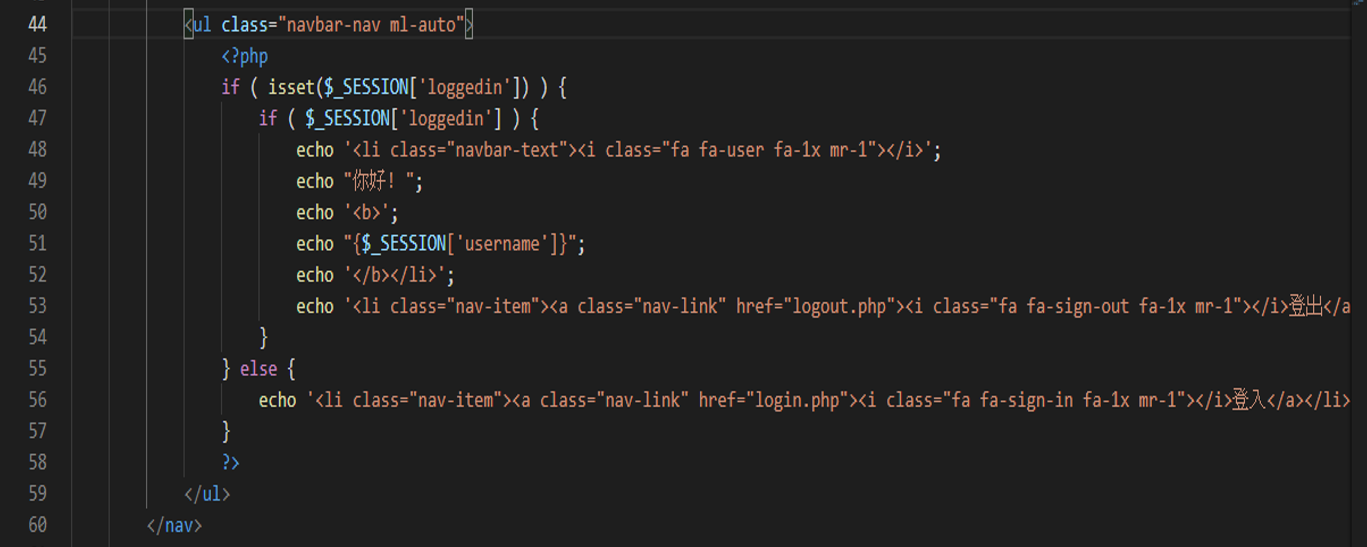 44 <ul class="navbar-nav ml-auto">
45 <?php
46 if ( isset($_SESSION['loggedin']) ) {
47 if ( $_SESSION['loggedin'] ) {
48 echo '<li class="navbar-text"><i class="fa fa-user fa-1x mr-1"></i>';
49 echo "你好! ";
50 echo '<b>';
51 echo "{$_SESSION['username']}";
52 echo '</b></li>';
53 echo '<li class="nav-item"><a class="nav-link" href="logout.php"><i class="fa fa-sign-out fa-1x mr-1"></i>登出</a
54 }
55 } else {
56 echo '<li class="nav-item"><a class="nav-link" href="login.php"><i class="fa fa-sign-in fa-1x mr-1"></i>登入</a></li>
57 }
58 ?>
59 </ul>
60 </nav>